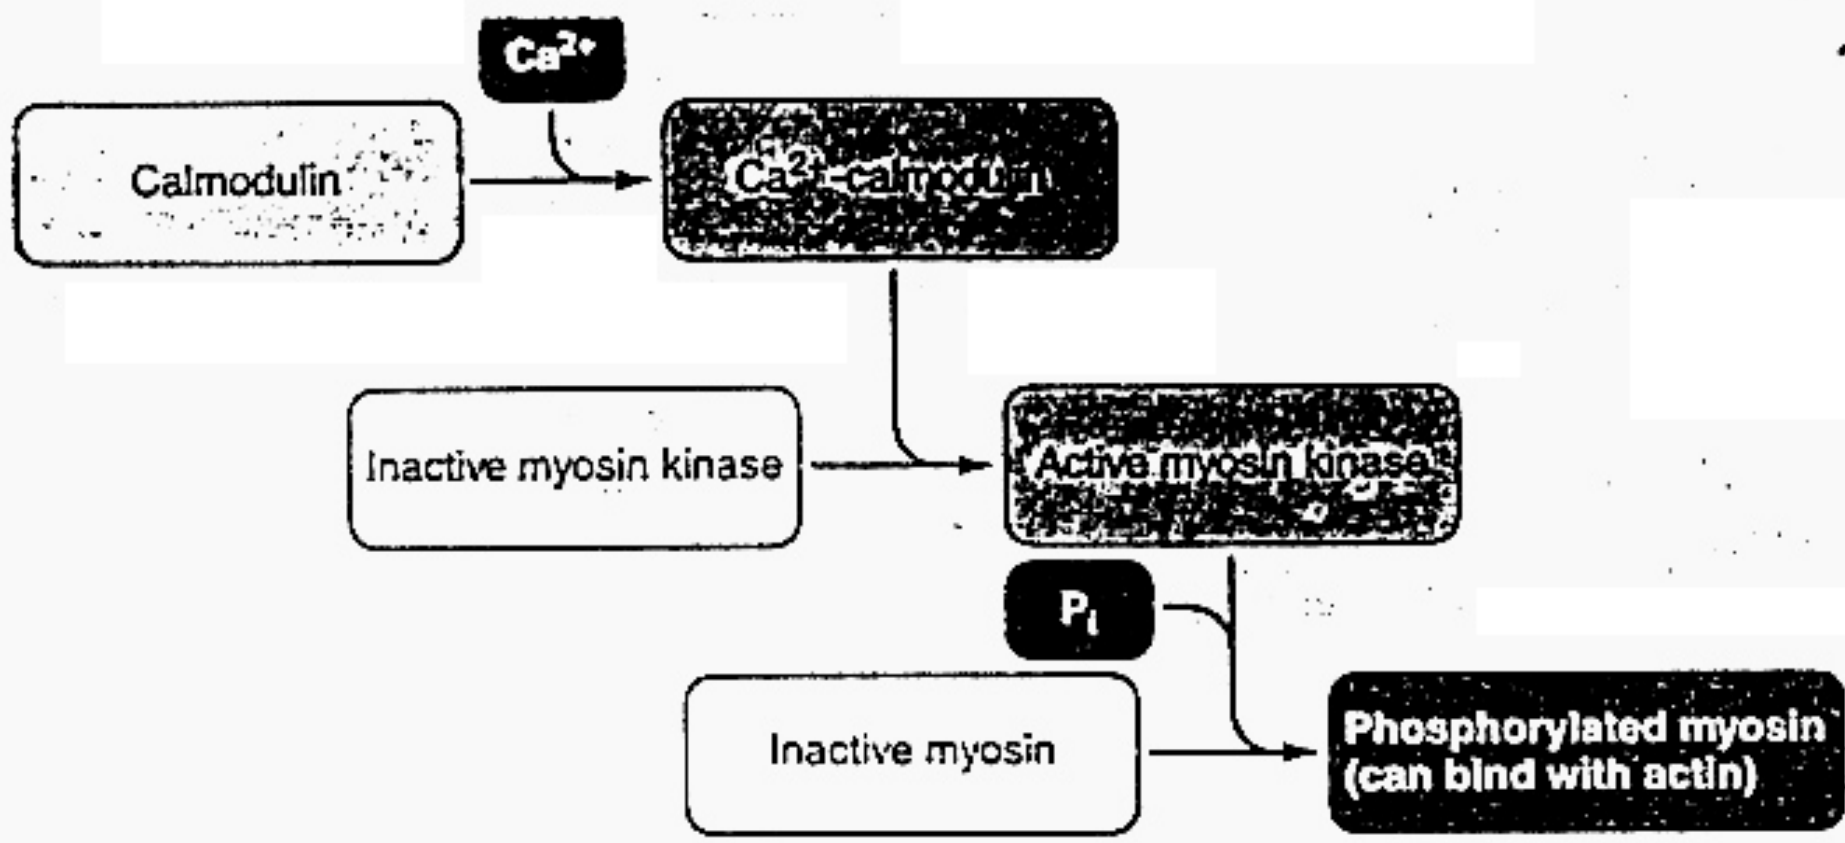 Ca²⁺
Calmodulin
Ca²⁺-calmodulin
Inactive myosin kinase
Active myosin kinase
Pᵢ
Inactive myosin
Phosphorylated myosin
(can bind with actin)